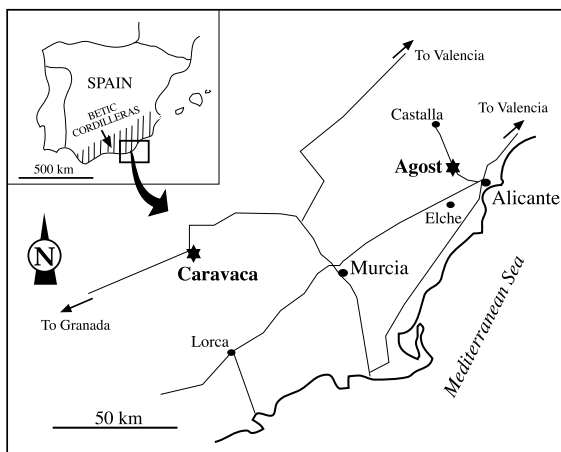 SPAIN
BETIC
CORDILLERAS
500 km
To Valencia
Castalla
To Valencia
Agost
Alicante
Elche
N
Caravaca
Murcia
To Granada
Lorca
Mediterranean Sea
50 km